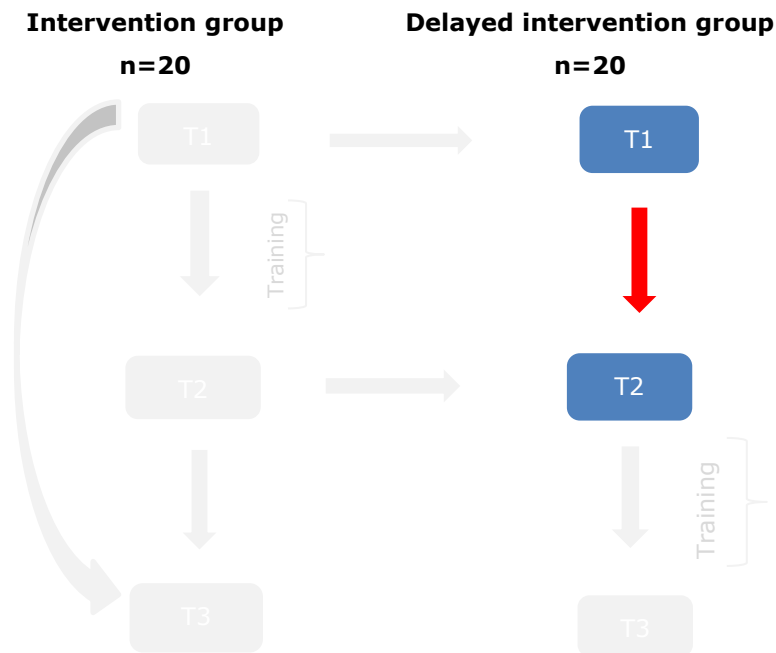 Intervention group
n=20
Delayed intervention group
n=20
T1
T1
Training
T2
T2
Training
T3
T3